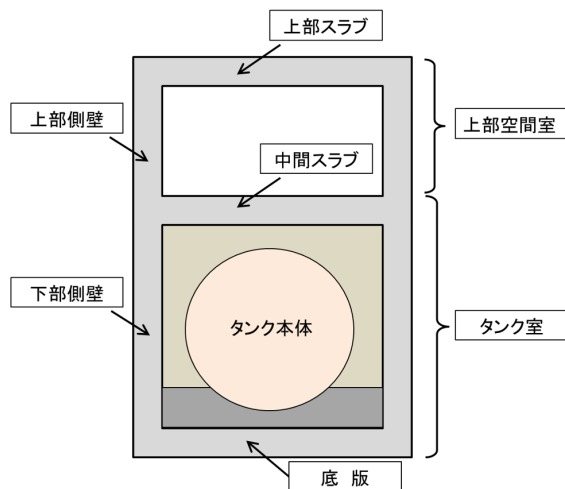 上部スラブ
上部側壁
上部空間室
中間スラブ
下部側壁
タンク本体
タンク室
底 版